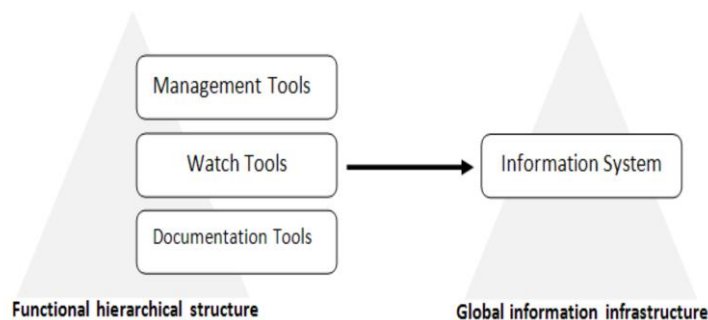 Management Tools
Watch Tools
Information System
Documentation Tools
Functional hierarchical structure
Global information infrastructure